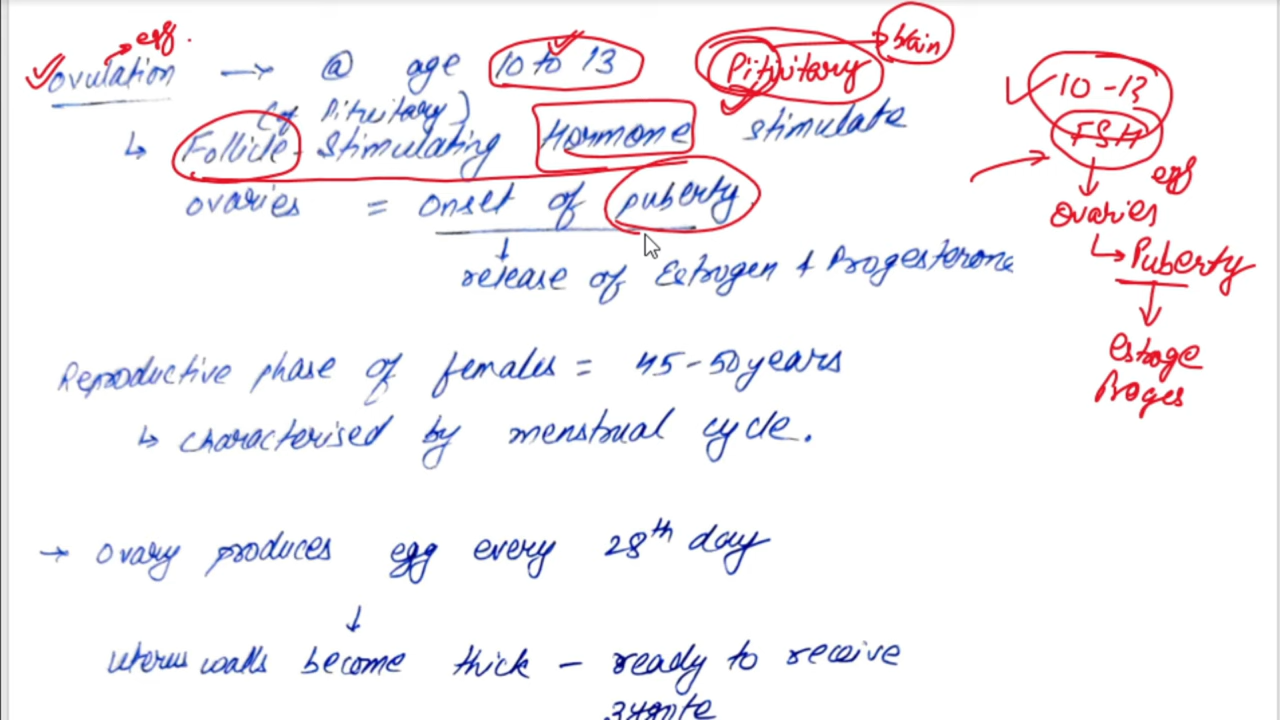 egg.
ovulation → @ age 10 to 13 Pituitary → brain
(of Pituitary)
↳ Follicle Stimulating Hormone stimulate
ovaries = onset of puberty
↓
release of Estrogen & Progesterone
10-13
FSH
↓ egg
Ovaries
↳ Puberty
↓
Estroge
Proges
Reproductive phase of females = 45-50 years
↳ characterised by menstrual cycle.
→ Ovary produces egg every 28th day
↓
Uterus walls become thick - ready to receive
zygote